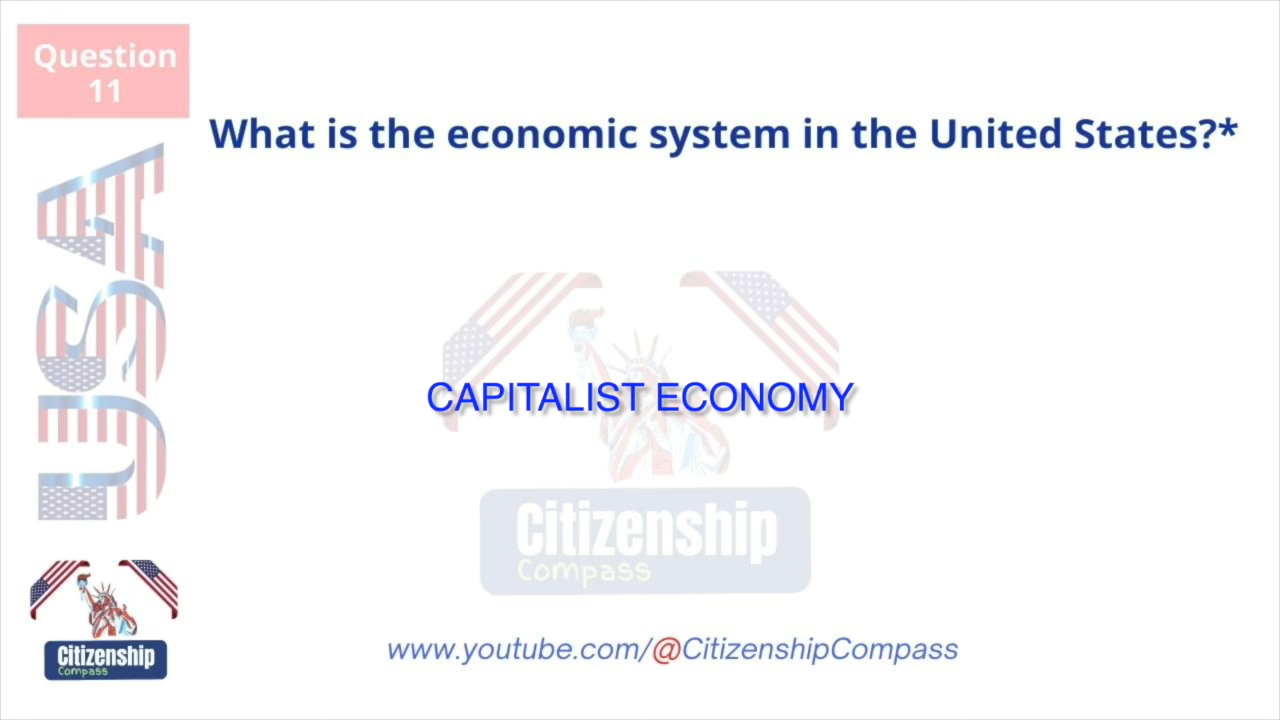 Question
11
What is the economic system in the United States?*
USA
CAPITALIST ECONOMY
Citizenship
Compass
Citizenship
Compass
www.youtube.com/@CitizenshipCompass